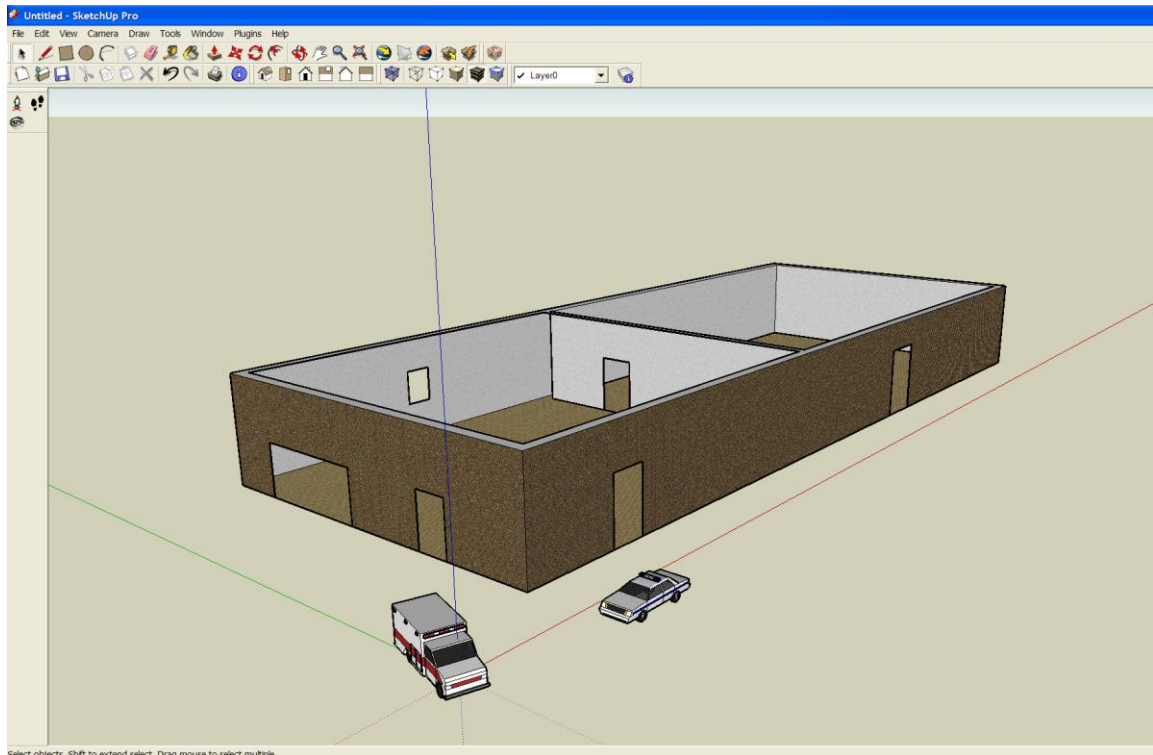 Untitled - SketchUp Pro
File Edit View Camera Draw Tools Window Plugins Help
Layer0
Select objects. Shift to extend select. Drag mouse to select multiple.